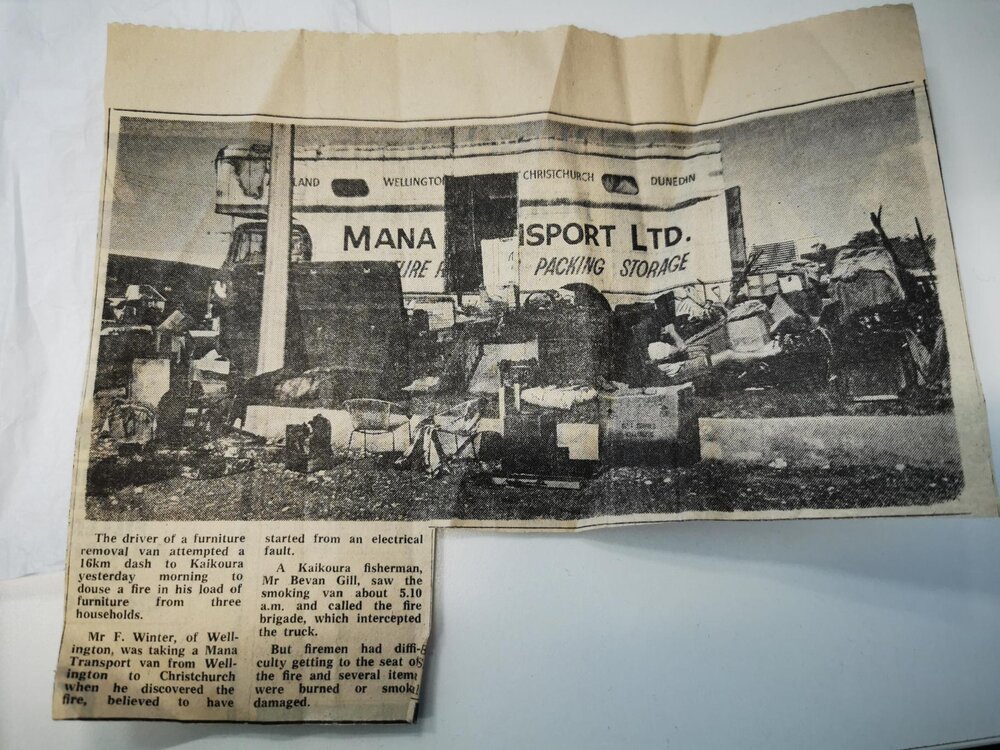 LAND WELLINGTON CHRISTCHURCH DUNEDIN
MANA NSPORT LTD.
URE R PACKING STORAGE
The driver of a furniture
removal van attempted a
16km dash to Kaikoura
yesterday morning to
douse a fire in his load of
furniture from three
households.
Mr F. Winter, of Well-
ington, was taking a Mana
Transport van from Well-
ington to Christchurch
when he discovered the
fire, believed to have
started from an electrical
fault.
A Kaikoura fisherman,
Mr Bevan Gill, saw the
smoking van about 5.10
a.m. and called the fire
brigade, which intercepted
the truck.
But firemen had diffi-
culty getting to the seat of
the fire and several items
were burned or smoke
damaged.